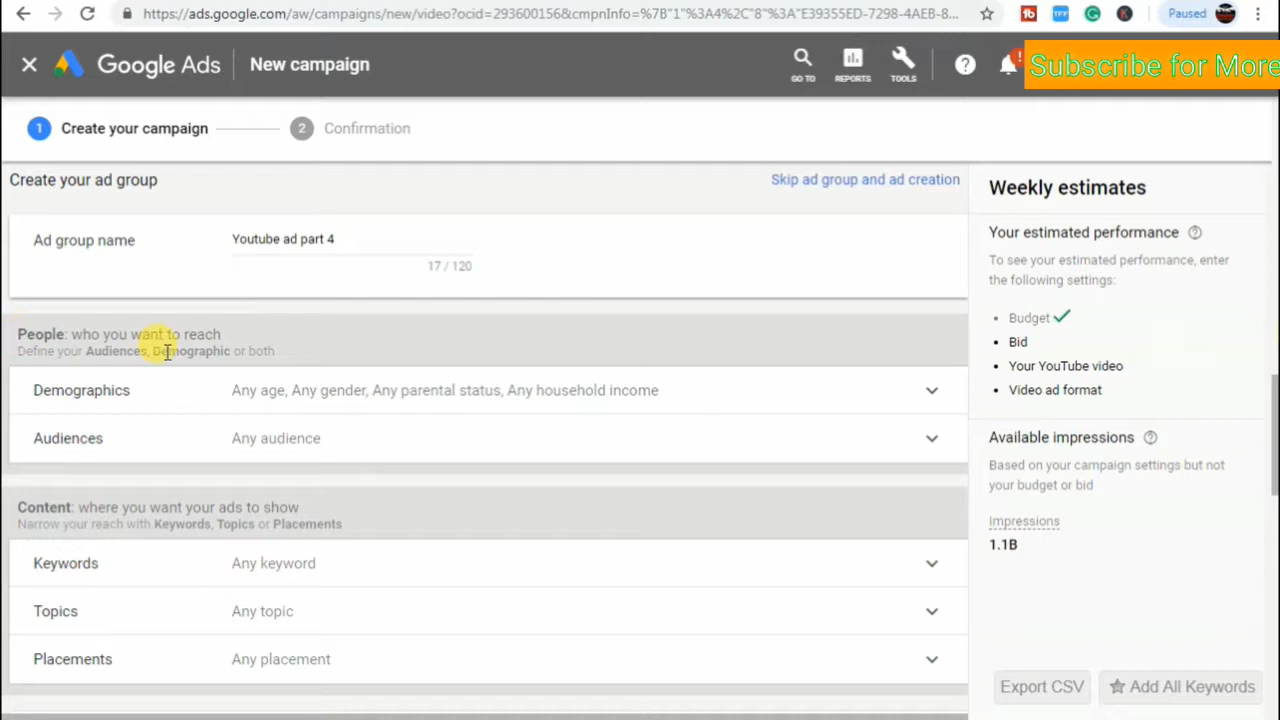 https://ads.google.com/aw/campaigns/new/video?ocid=293600156&cmpnInfo=%7B"1"%3A4%2C"8"%3A"E39355ED-7298-4AEB-8...
tb
TFF
K
Paused
Google Ads
New campaign
GO TO
REPORTS
TOOLS
?
!
Subscribe for More
1 Create your campaign
2 Confirmation
Create your ad group
Skip ad group and ad creation
Ad group name
Youtube ad part 4
17 / 120
People: who you want to reach
Define your Audiences, Demographic or both
Demographics
Any age, Any gender, Any parental status, Any household income
Audiences
Any audience
Content: where you want your ads to show
Narrow your reach with Keywords, Topics or Placements
Keywords
Any keyword
Topics
Any topic
Placements
Any placement
Weekly estimates
Your estimated performance ?
To see your estimated performance, enter
the following settings:
• Budget ✓
• Bid
• Your YouTube video
• Video ad format
Available impressions ?
Based on your campaign settings but not
your budget or bid
Impressions
1.1B
Export CSV
Add All Keywords